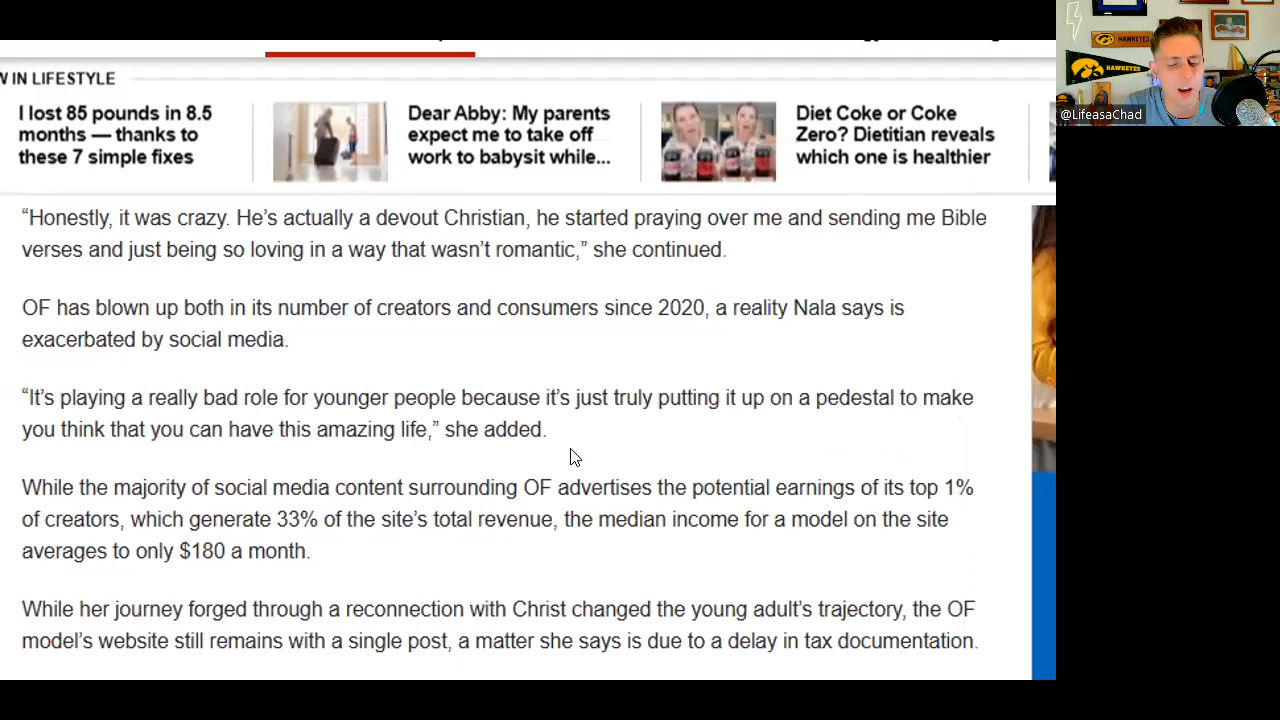 W IN LIFESTYLE
I lost 85 pounds in 8.5
months — thanks to
these 7 simple fixes
Dear Abby: My parents
expect me to take off
work to babysit while...
Diet Coke or Coke
Zero? Dietitian reveals
which one is healthier
HAWKEYES
HAWKEYES
@LifeasaChad
“Honestly, it was crazy. He’s actually a devout Christian, he started praying over me and sending me Bible
verses and just being so loving in a way that wasn’t romantic,” she continued.
OF has blown up both in its number of creators and consumers since 2020, a reality Nala says is
exacerbated by social media.
“It’s playing a really bad role for younger people because it’s just truly putting it up on a pedestal to make
you think that you can have this amazing life,” she added.
While the majority of social media content surrounding OF advertises the potential earnings of its top 1%
of creators, which generate 33% of the site’s total revenue, the median income for a model on the site
averages to only $180 a month.
While her journey forged through a reconnection with Christ changed the young adult’s trajectory, the OF
model’s website still remains with a single post, a matter she says is due to a delay in tax documentation.